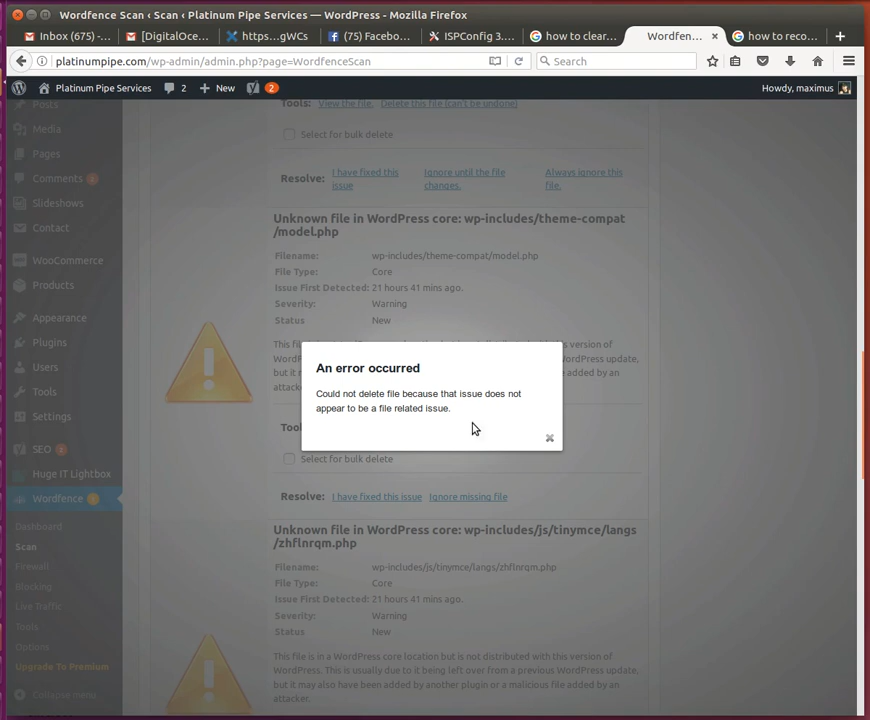 Wordfence Scan ‹ Scan ‹ Platinum Pipe Services — WordPress - Mozilla Firefox
Inbox (675) -... [DigitalOce... https...gWCs (75) Facebo... ISPConfig 3.... how to clear... Wordfen... × how to reco...
platinumpipe.com/wp-admin/admin.php?page=WordfenceScan Search
Platinum Pipe Services 2 New 2 Howdy, maximus
Posts
Media
Pages
Comments
Slideshows
Contact
WooCommerce
Products
Appearance
Plugins
Users
Tools
Settings
SEO
Huge IT Lightbox
Wordfence
Dashboard
Scan
Firewall
Blocking
Live Traffic
Tools
Options
Upgrade To Premium
Collapse menu
Tools: View the file. Delete this file (can't be undone)
Select for bulk delete
Resolve: I have fixed this issue Ignore until the file changes. Always ignore this file.
Unknown file in WordPress core: wp-includes/theme-compat
/model.php
Filename: wp-includes/theme-compat/model.php
File Type: Core
Issue First Detected: 21 hours 41 mins ago.
Severity: Warning
Status New
An error occurred
Could not delete file because that issue does not
appear to be a file related issue.
Select for bulk delete
Resolve: I have fixed this issue Ignore missing file
Unknown file in WordPress core: wp-includes/js/tinymce/langs
/zhflnrqm.php
Filename: wp-includes/js/tinymce/langs/zhflnrqm.php
File Type: Core
Issue First Detected: 21 hours 41 mins ago.
Severity: Warning
Status New
This file is in a WordPress core location but is not distributed with this version of
WordPress. This is usually due to it being left over from a previous WordPress update,
but it may also have been added by another plugin or a malicious file added by an
attacker.